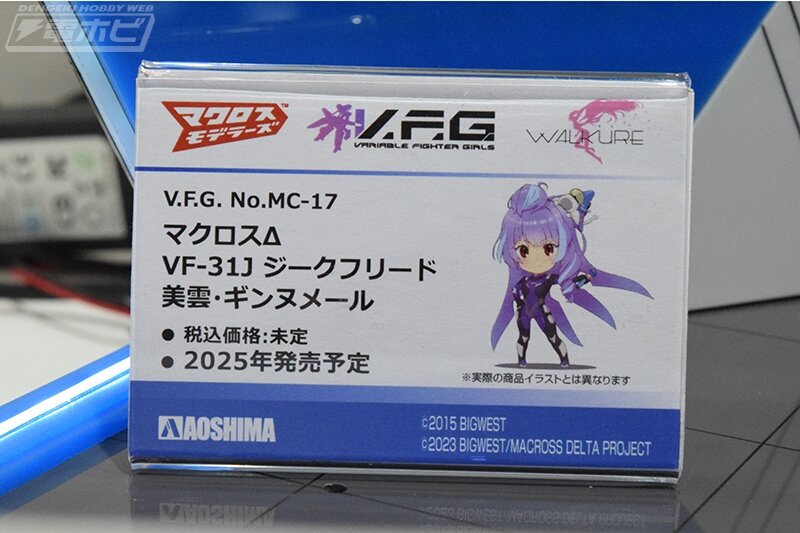 DENGEKI HOBBY WEB
電ホビ
マクロス™
モデラーズ
V.F.G
VARIABLE FIGHTER GIRLS
WALKÜRE
V.F.G. No.MC-17
マクロスΔ
VF-31J ジークフリード
美雲・ギンヌメール
● 税込価格:未定
● 2025年発売予定
※実際の商品イラストとは異なります
AOSHIMA
©2015 BIGWEST
©2023 BIGWEST/MACROSS DELTA PROJECT